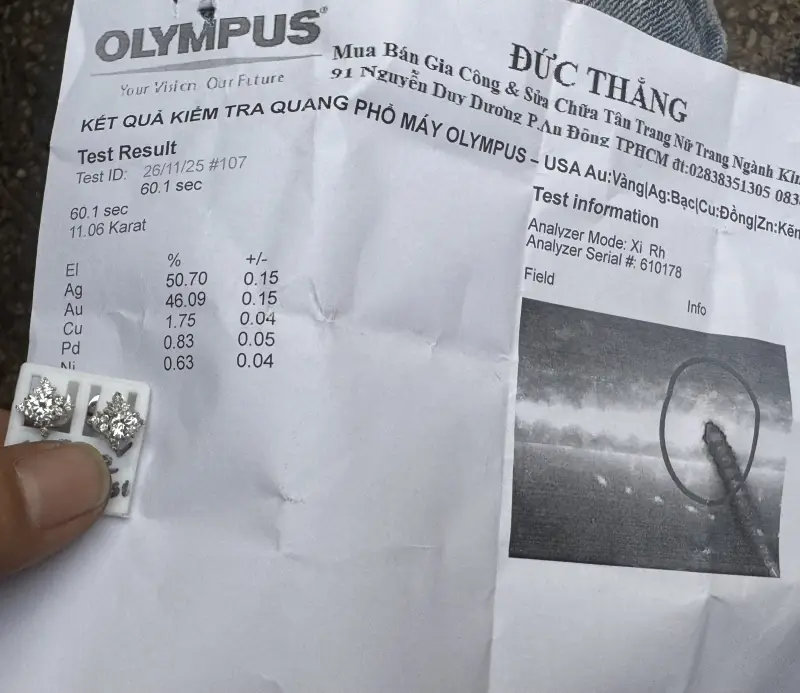 OLYMPUS®
Your Vision, Our Future
ĐỨC THẮNG
Mua Bán Gia Công & Sửa Chữa Tân Trang Nữ Trang Ngành Kim
91 Nguyễn Duy Dương P.An Đông TPHCM đt:02838351305 083
KẾT QUẢ KIỂM TRA QUANG PHỔ MÁY OLYMPUS – USA Au:Vàng|Ag:Bạc|Cu:Đồng|Zn:Kẽm
Test Result
Test ID: 26/11/25 #107
60.1 sec
60.1 sec
11.06 Karat
El % +/-
Ag 50.70 0.15
Au 46.09 0.15
Cu 1.75 0.04
Pd 0.83 0.05
Ni 0.63 0.04
Test information
Analyzer Mode: Xi Rh
Analyzer Serial #: 610178
Field
Info